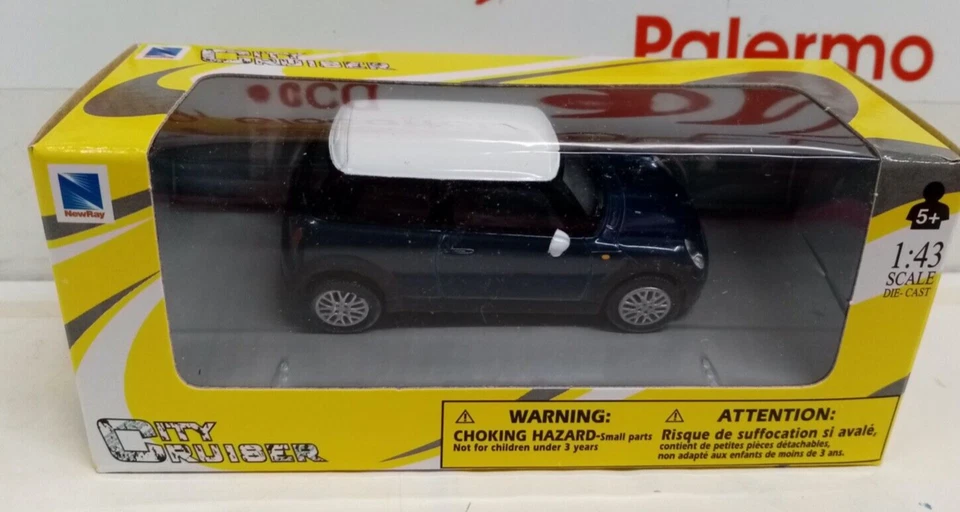 Palermo
CITY
CRUISER
NewRay
5+
1:43
SCALE
DIE-CAST
CITY
CRUISER
WARNING:
CHOKING HAZARD-Small parts
Not for children under 3 years
ATTENTION:
Risque de suffocation si avalé,
contient de petites pièces détachables,
non adapté aux enfants de moins de 3 ans.